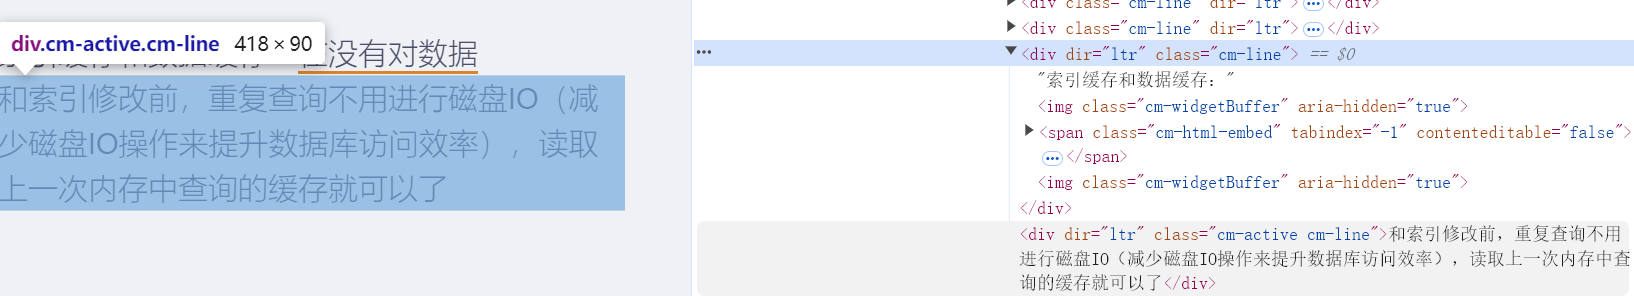 <div class="cm-line" dir="ltr">…</div>
<div class="cm-line" dir="ltr">…</div>
div.cm-active.cm-line 418 × 90
没有对数据
和索引修改前，重复查询不用进行磁盘IO（减
少磁盘IO操作来提升数据库访问效率），读取
上一次内存中查询的缓存就可以了
<div dir="ltr" class="cm-line"> == $0
"索引缓存和数据缓存："
<img class="cm-widgetBuffer" aria-hidden="true">
<span class="cm-html-embed" tabindex="-1" contenteditable="false">
…</span>
<img class="cm-widgetBuffer" aria-hidden="true">
</div>
<div dir="ltr" class="cm-active cm-line">和索引修改前，重复查询不用
进行磁盘IO（减少磁盘IO操作来提升数据库访问效率），读取上一次内存中查
询的缓存就可以了</div>